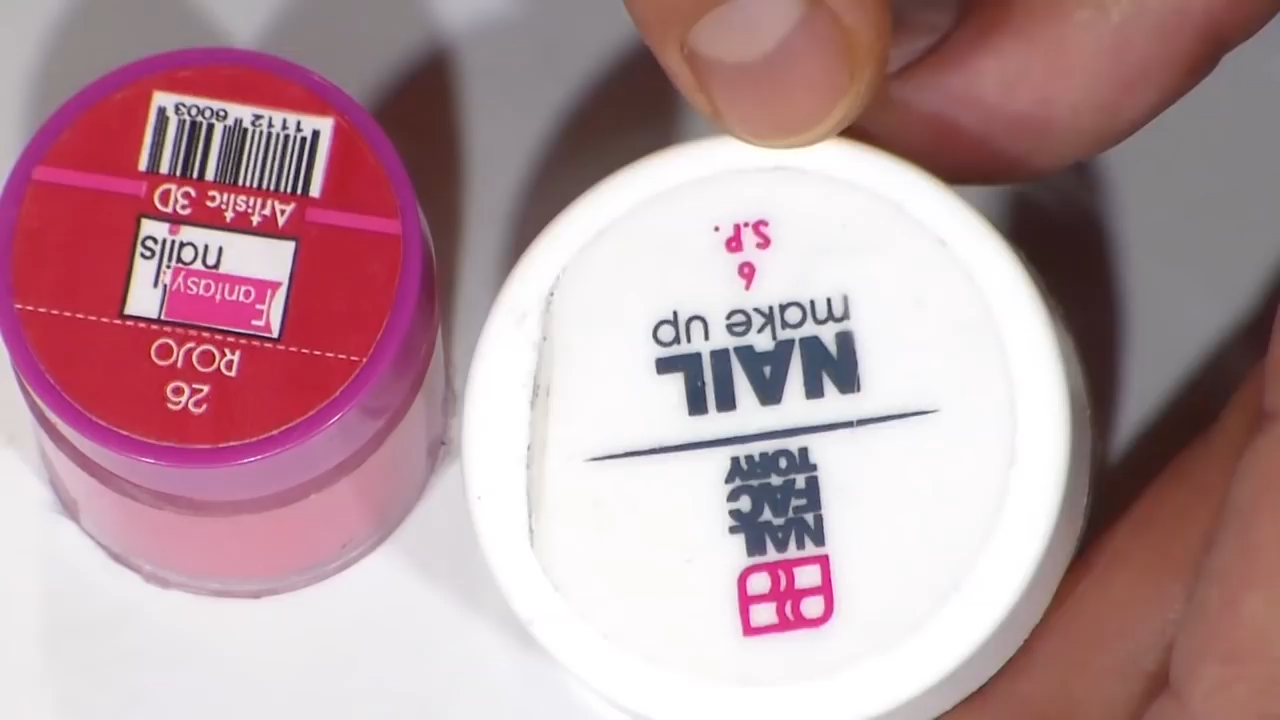 26
ROJO
Fantasy
nails
Artistic 3D
1112 6003
NAIL
FAC
TORY
NAIL
make up
6
S.P.